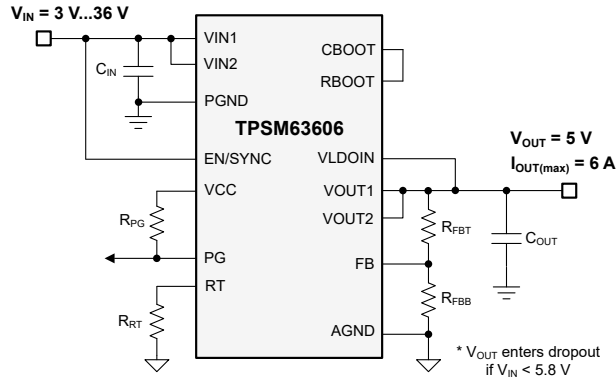 V_IN = 3 V...36 V
VIN1
VIN2
C_IN
PGND
EN/SYNC
VCC
R_PG
PG
RT
R_RT
TPSM63606
CBOOT
RBOOT
VLDOIN
VOUT1
VOUT2
FB
AGND
V_OUT = 5 V
I_OUT(max) = 6 A
R_FBT
C_OUT
R_FBB
* V_OUT enters dropout
if V_IN < 5.8 V